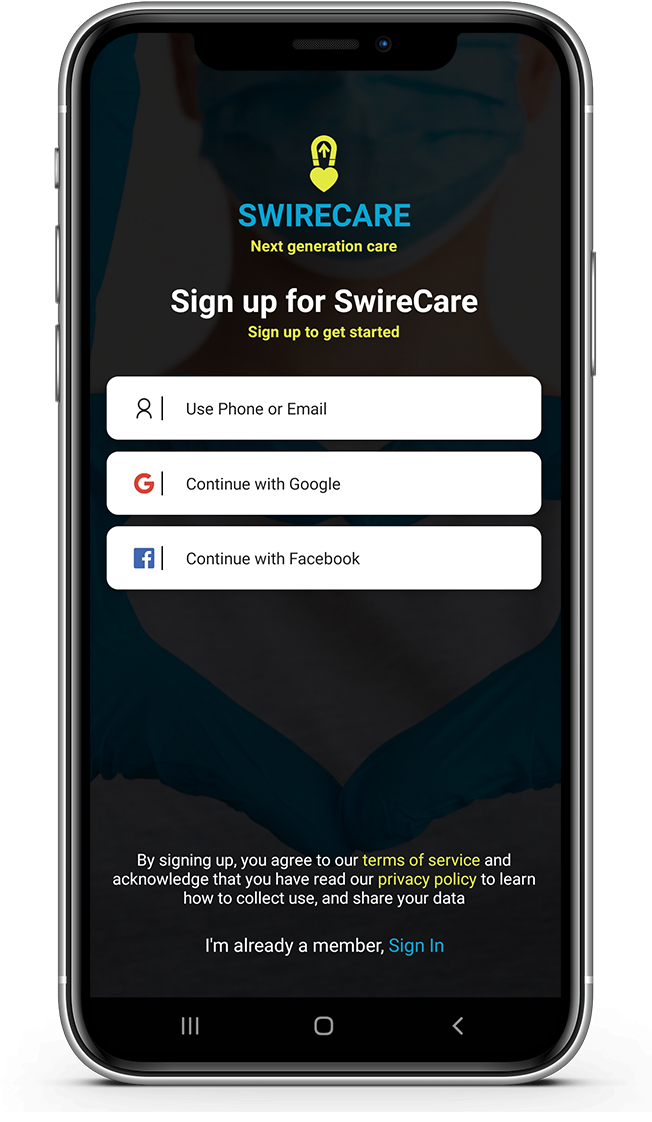 SWIRECARE
Next generation care
Sign up for SwireCare
Sign up to get started
Use Phone or Email
Continue with Google
Continue with Facebook
By signing up, you agree to our terms of service and
acknowledge that you have read our privacy policy to learn
how to collect use, and share your data
I'm already a member, Sign In